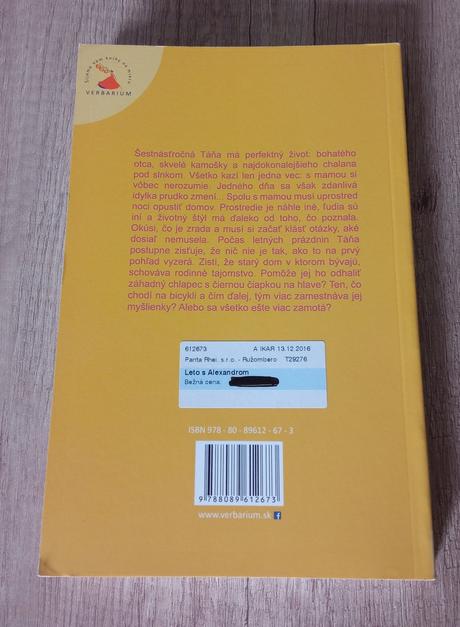 Šijeme vám knihy na mieru
VERBARIUM
Šestnásťročná Táňa má perfektný život: bohatého
otca, skvelé kamošky a najdokonalejšieho chalana
pod slnkom. Všetko kazí len jedna vec: s mamou si
vôbec nerozumie. Jedného dňa sa však zdanlivá
idylka prudko zmení... Spolu s mamou musí uprostred
noci opustiť domov. Prostredie je náhle iné, ľudia sú
iní a životný štýl má ďaleko od toho, čo poznala.
Okúsi, čo je zrada a musí si začať klásť otázky, aké
dosiaľ nemusela. Počas letných prázdnin Táňa
postupne zisťuje, že nič nie je tak, ako to na prvý
pohľad vyzerá. Zistí, že starý dom v ktorom bývajú,
schováva rodinné tajomstvo. Pomôže jej ho odhaliť
záhadný chlapec s čiernou čiapkou na hlave? Ten, čo
chodí na bicykli a čím ďalej, tým viac zamestnáva jej
myšlienky? Alebo sa všetko ešte viac zamotá?
612673 A IKAR 13.12.2016
Panta Rhei, s.r.o. - Ružombero T29276
Leto s Alexandrom
Bežná cena:
ISBN 978 - 80 - 89612 - 67 - 3
9 788089 612673
www.verbarium.sk f